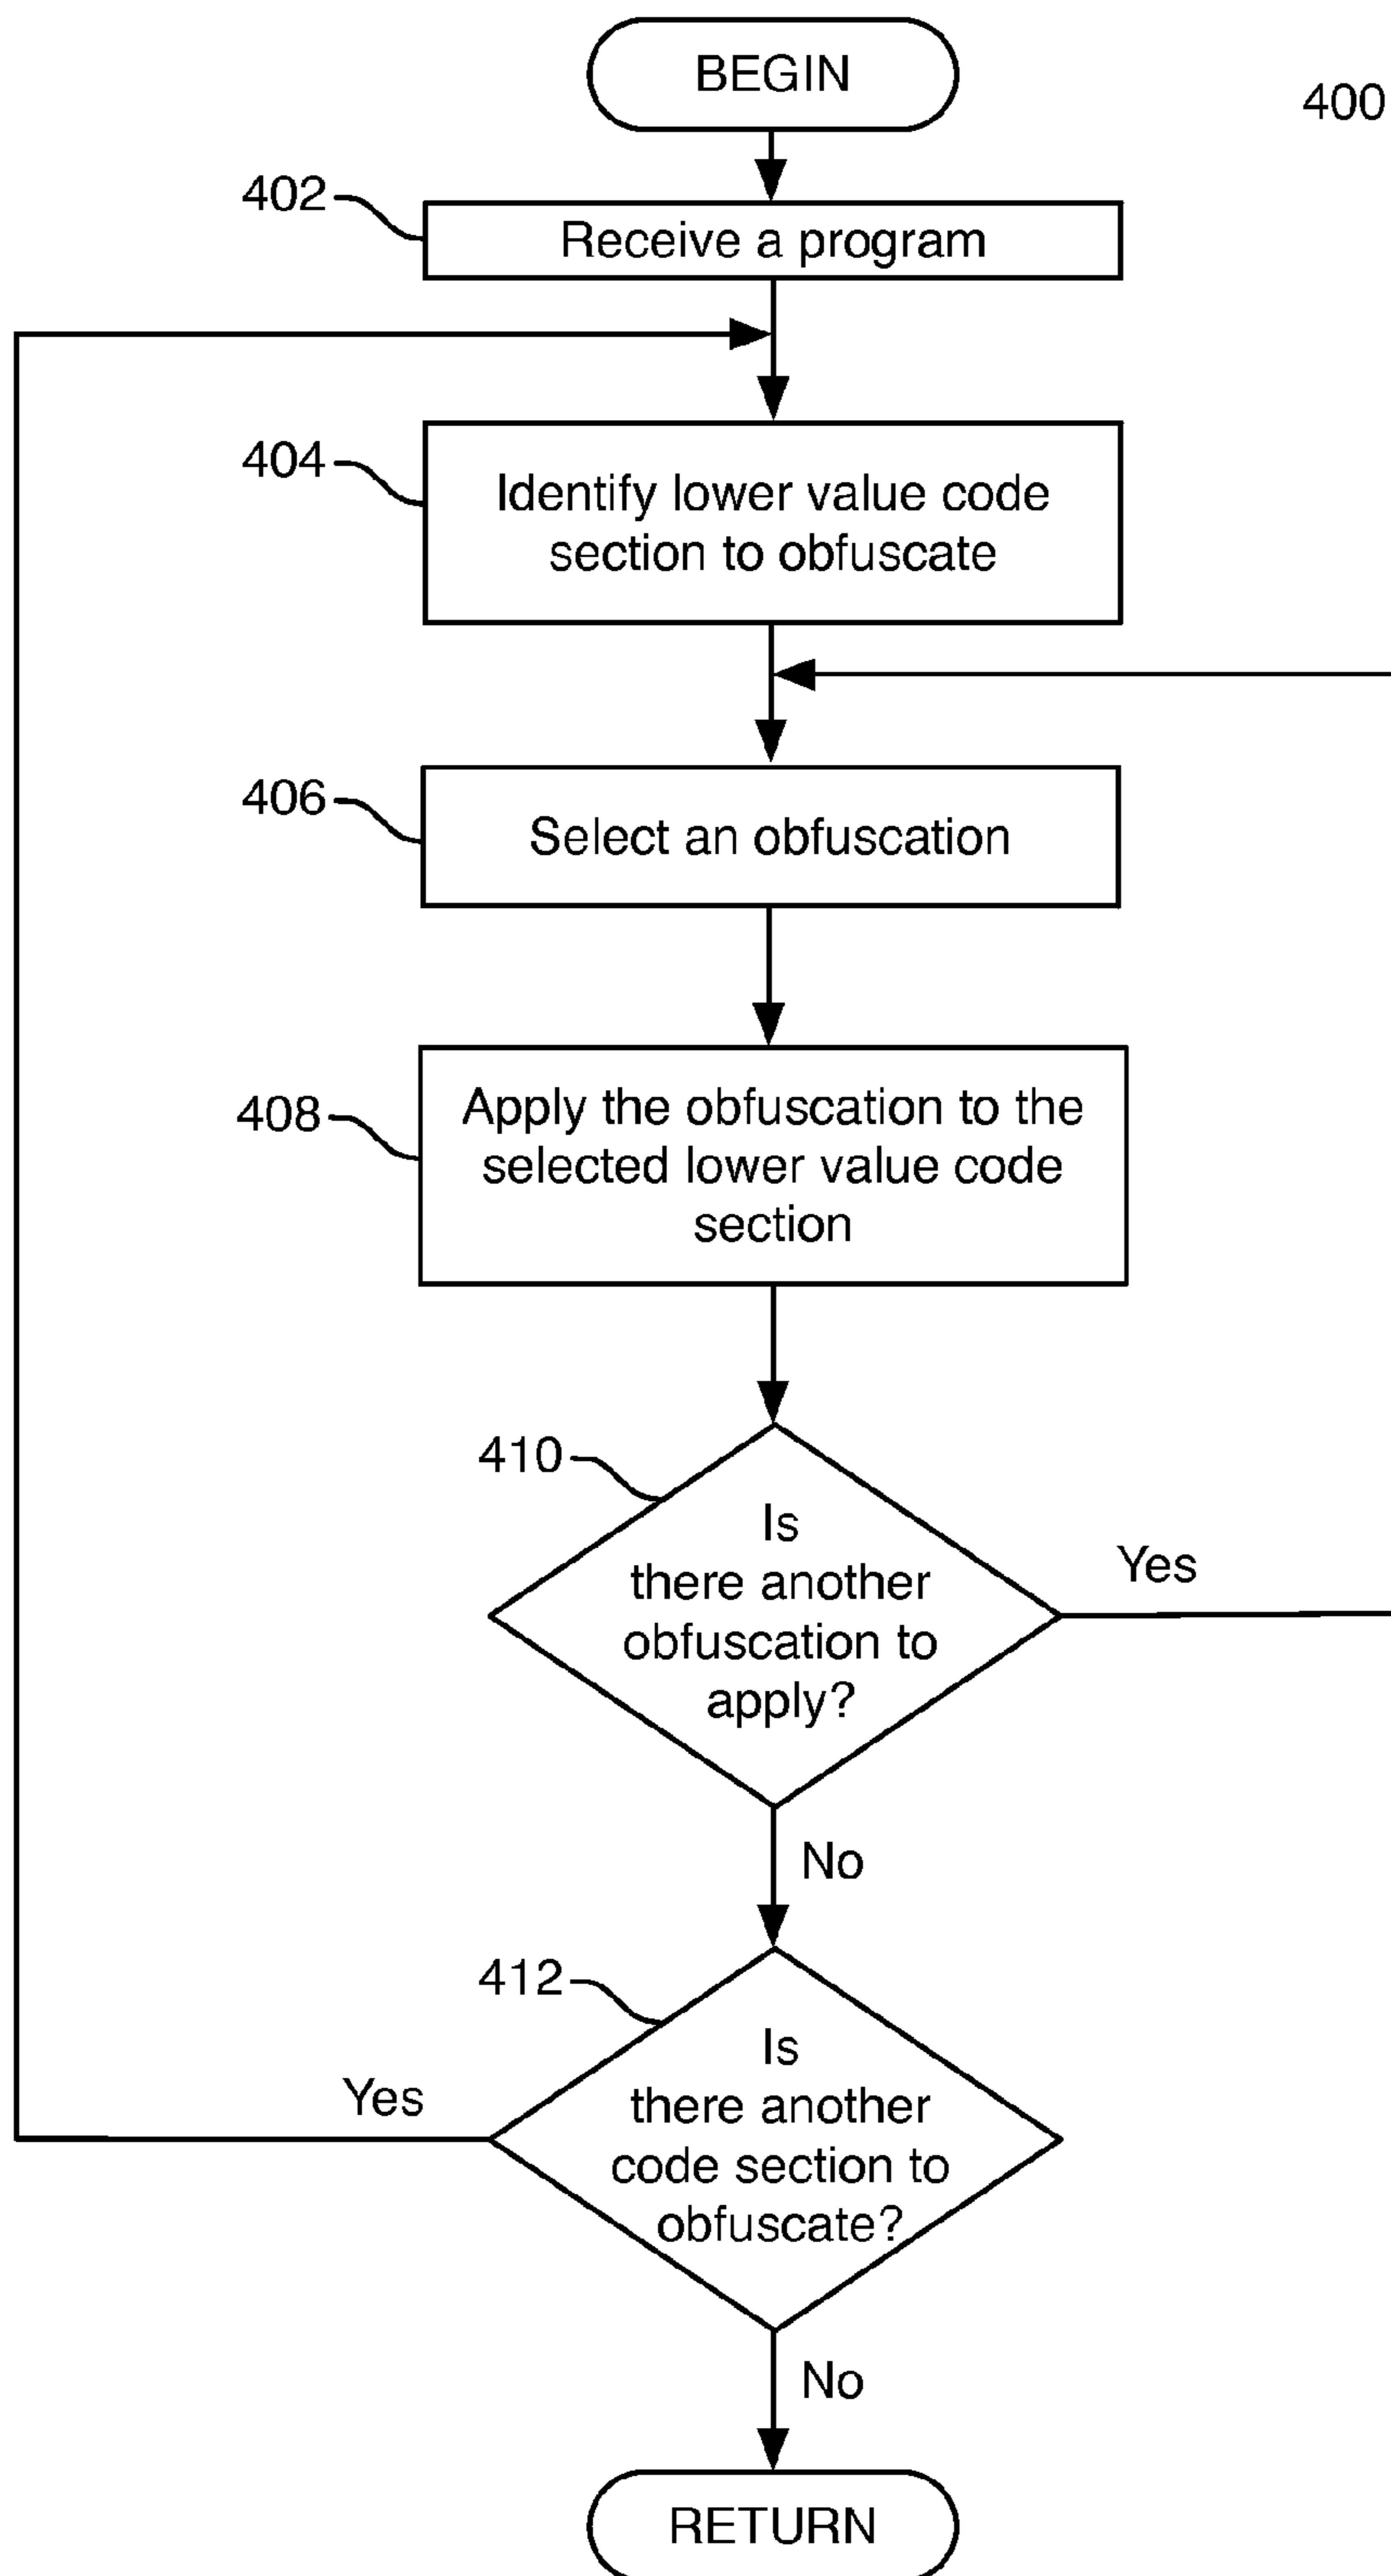 BEGIN
400
402
Receive a program
404
Identify lower value code
section to obfuscate
406
Select an obfuscation
408
Apply the obfuscation to the
selected lower value code
section
410
Is
there another
obfuscation to
apply?
Yes
No
412
Is
there another
code section to
obfuscate?
Yes
No
RETURN